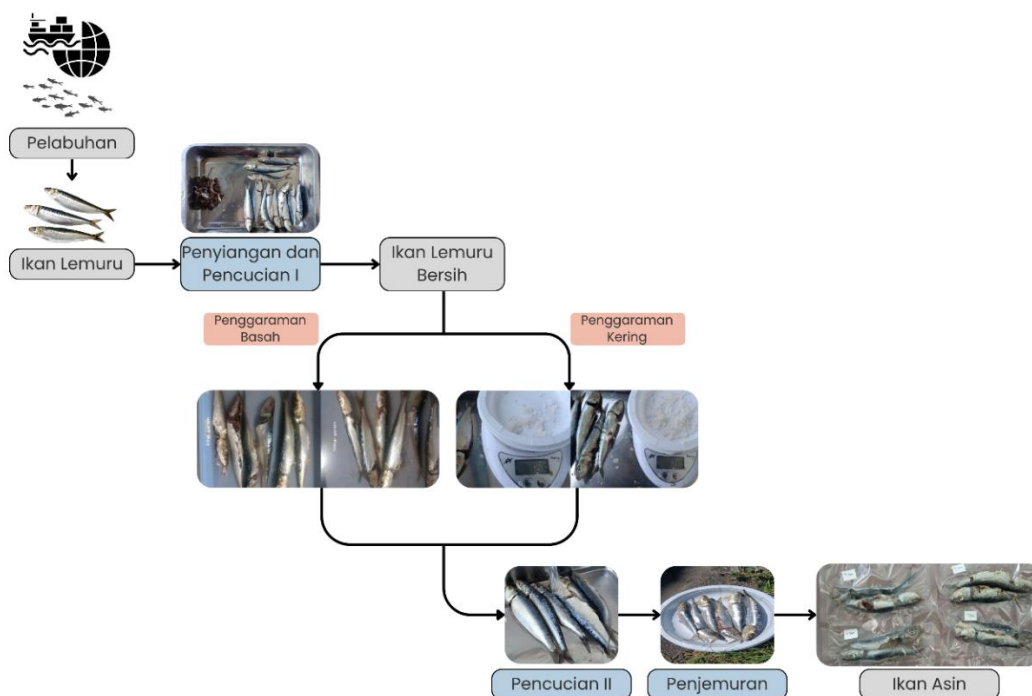 Pelabuhan
Ikan Lemuru
Penyiangan dan
Pencucian I
Ikan Lemuru
Bersih
Penggaraman
Basah
Penggaraman
Kering
Pencucian II
Penjemuran
Ikan Asin